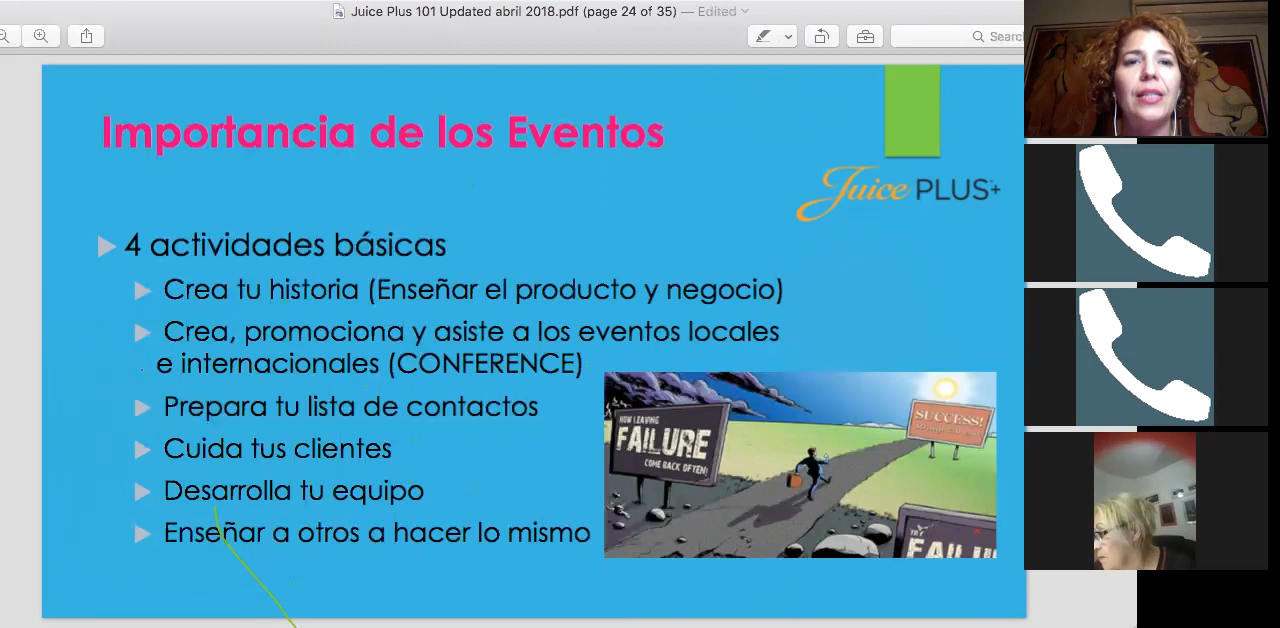 Juice Plus 101 Updated abril 2018.pdf (page 24 of 35) — Edited
Search
Importancia de los Eventos
Juice PLUS+
4 actividades básicas
Crea tu historia (Enseñar el producto y negocio)
Crea, promociona y asiste a los eventos locales
e internacionales (CONFERENCE)
Prepara tu lista de contactos
Cuida tus clientes
Desarrolla tu equipo
Enseñar a otros a hacer lo mismo
NOW LEAVING
FAILURE
COME BACK OFTEN!
SUCCESS!
TRY